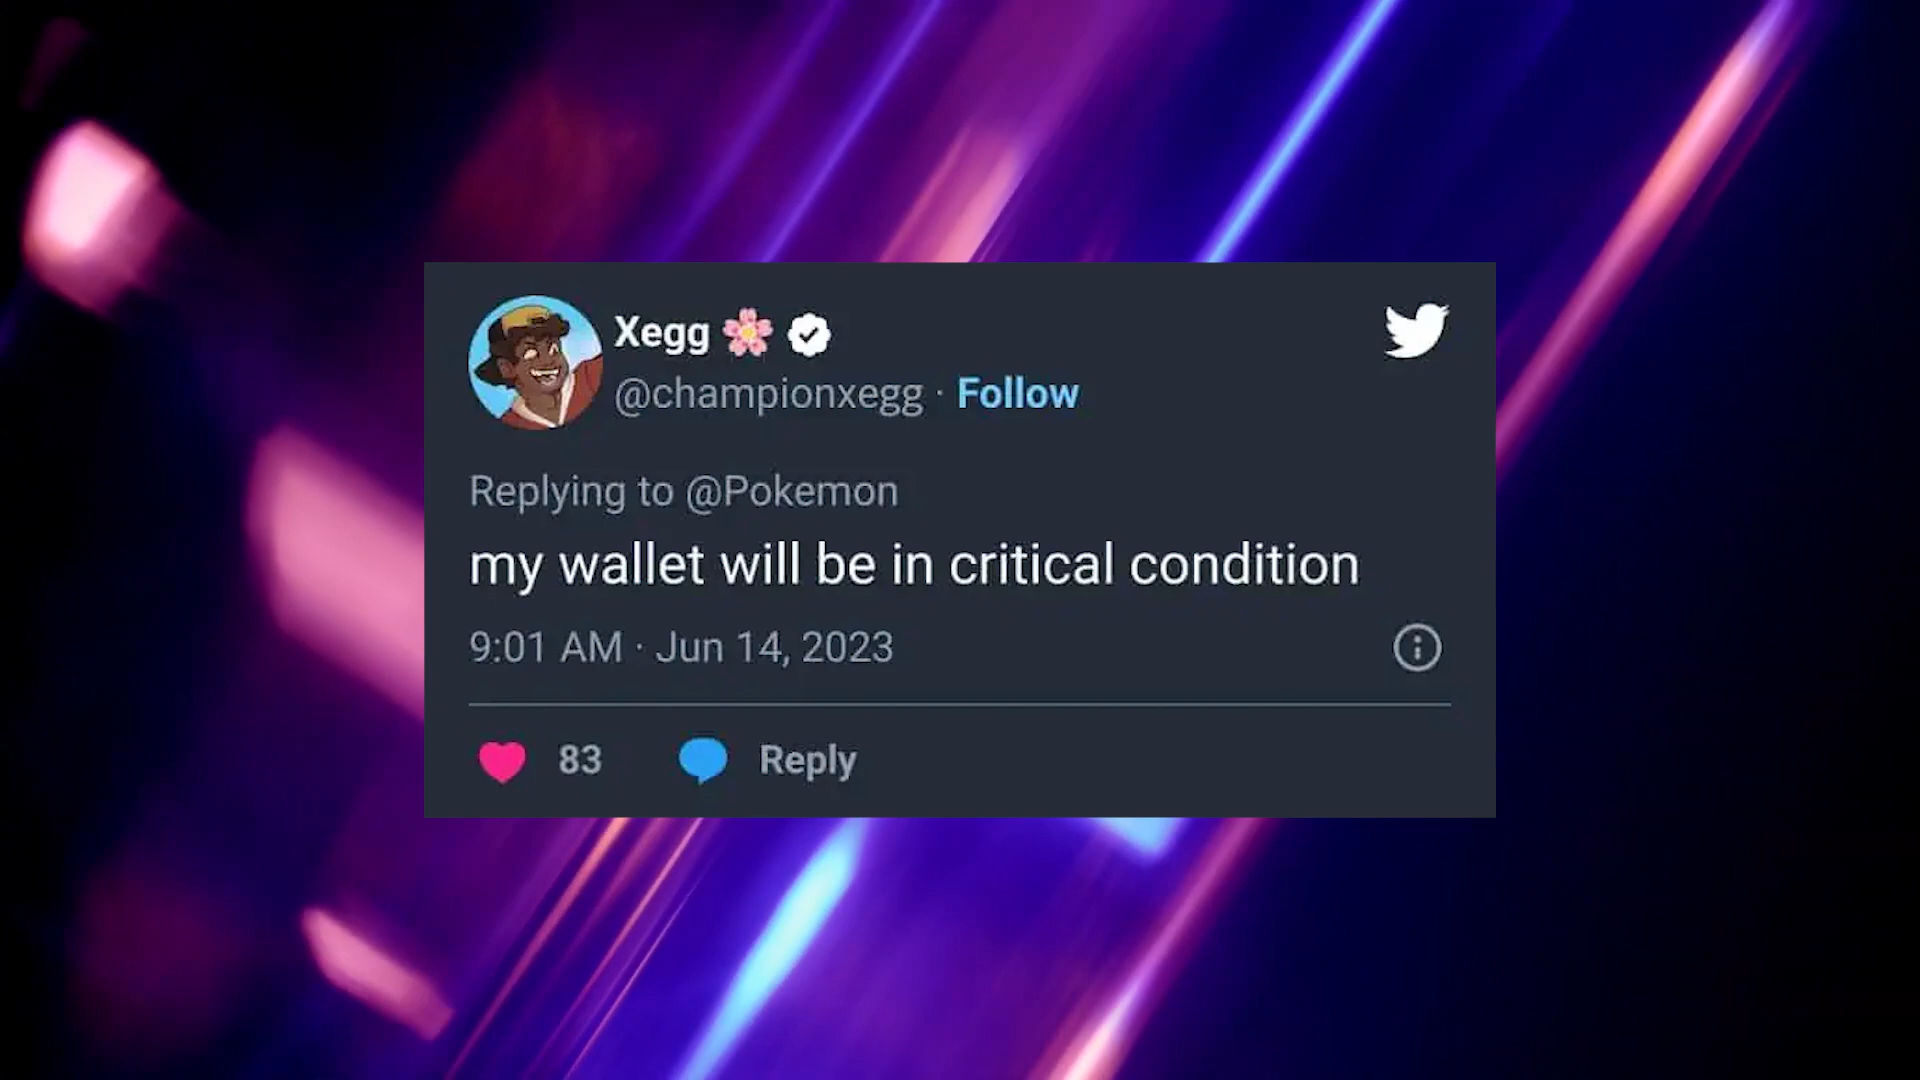 Xegg 🌸
@championxegg · Follow
Replying to @Pokemon
my wallet will be in critical condition
9:01 AM · Jun 14, 2023
83 Reply